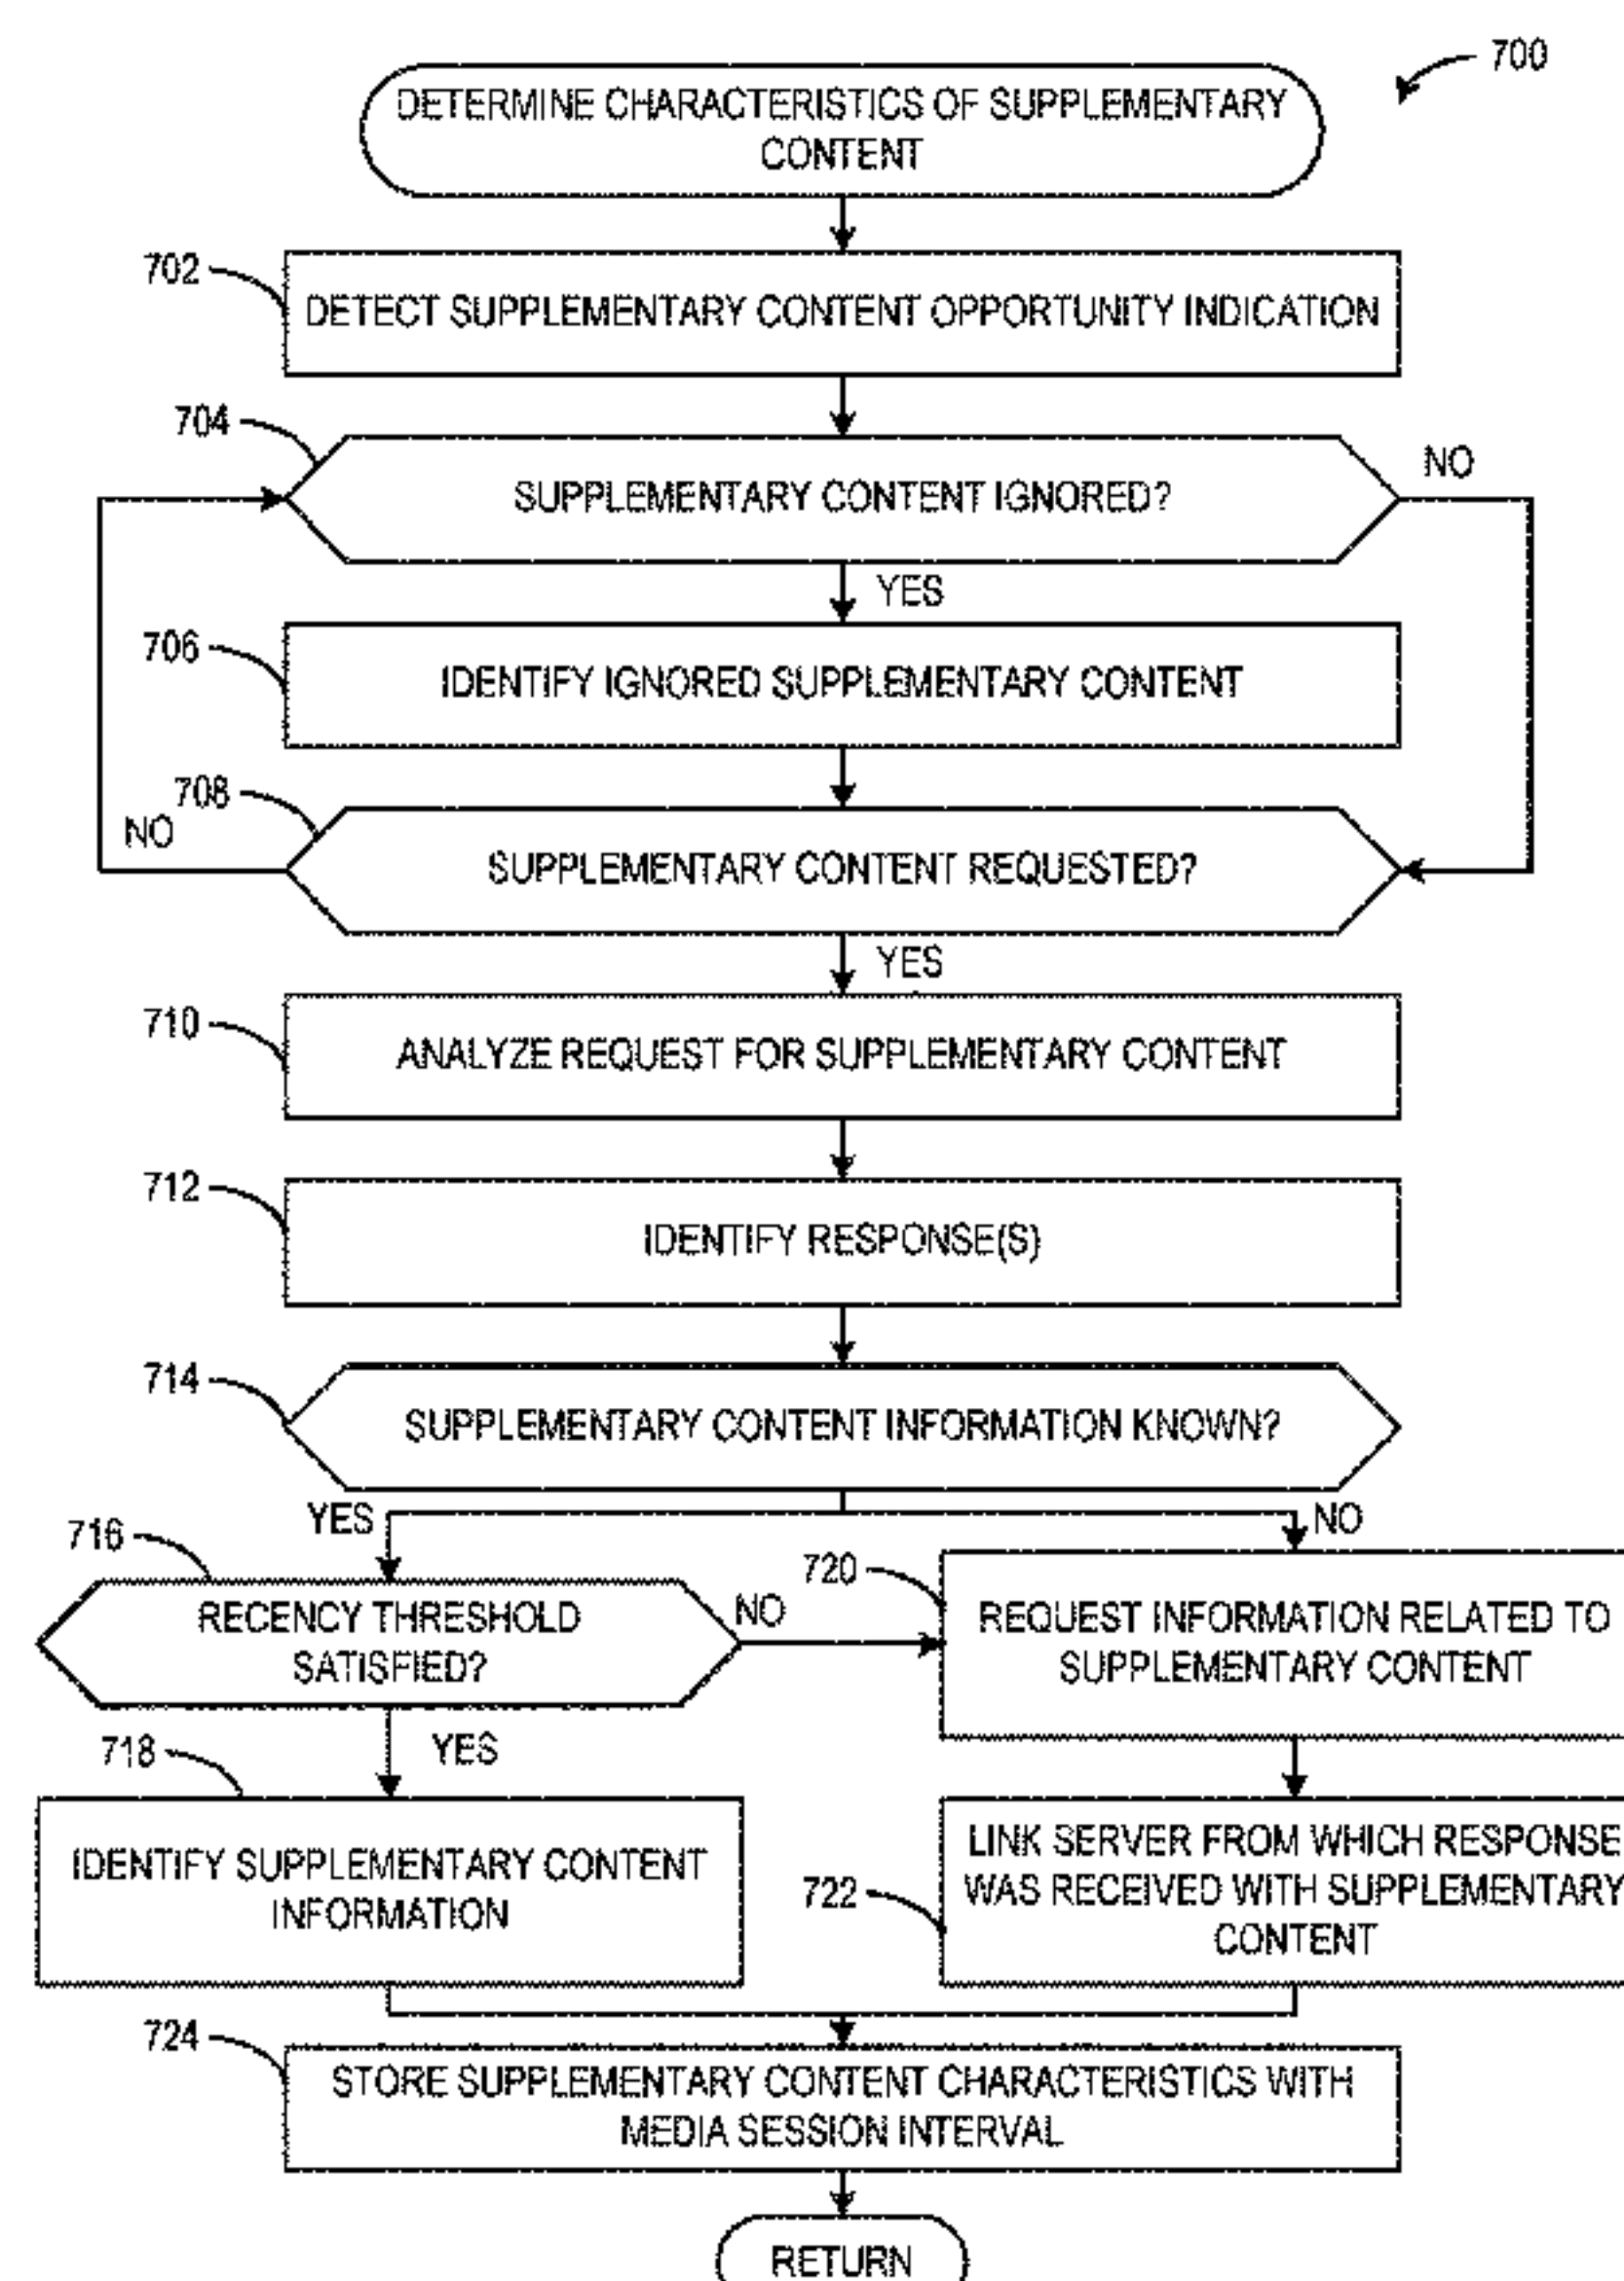 700
DETERMINE CHARACTERISTICS OF SUPPLEMENTARY
CONTENT
702
DETECT SUPPLEMENTARY CONTENT OPPORTUNITY INDICATION
704
SUPPLEMENTARY CONTENT IGNORED?
NO
YES
706
IDENTIFY IGNORED SUPPLEMENTARY CONTENT
708
NO
SUPPLEMENTARY CONTENT REQUESTED?
YES
710
ANALYZE REQUEST FOR SUPPLEMENTARY CONTENT
712
IDENTIFY RESPONSE(S)
714
SUPPLEMENTARY CONTENT INFORMATION KNOWN?
YES
NO
716
RECENCY THRESHOLD
SATISFIED?
NO
720
REQUEST INFORMATION RELATED TO
SUPPLEMENTARY CONTENT
YES
718
IDENTIFY SUPPLEMENTARY CONTENT
INFORMATION
722
LINK SERVER FROM WHICH RESPONSE
WAS RECEIVED WITH SUPPLEMENTARY
CONTENT
724
STORE SUPPLEMENTARY CONTENT CHARACTERISTICS WITH
MEDIA SESSION INTERVAL
RETURN